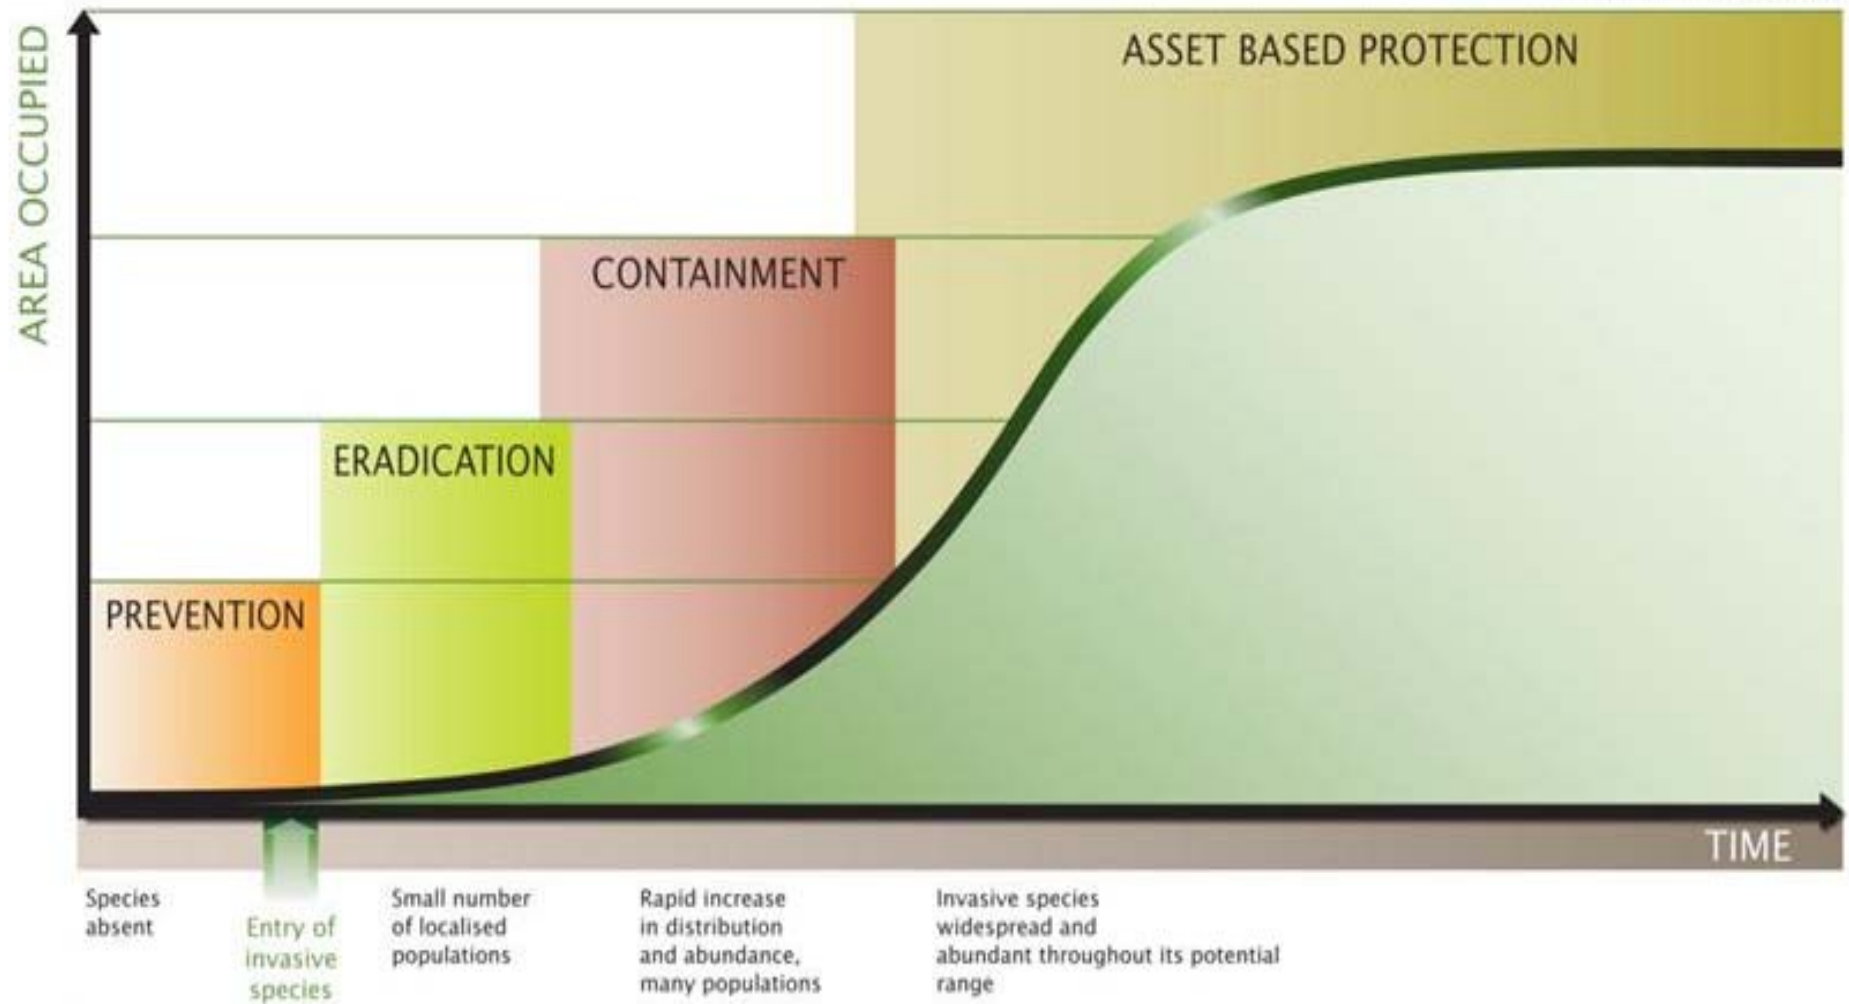 AREA OCCUPIED
ASSET BASED PROTECTION
CONTAINMENT
ERADICATION
PREVENTION
TIME
Species
absent
Entry of
invasive
species
Small number
of localised
populations
Rapid increase
in distribution
and abundance,
many populations
Invasive species
widespread and
abundant throughout its potential
range